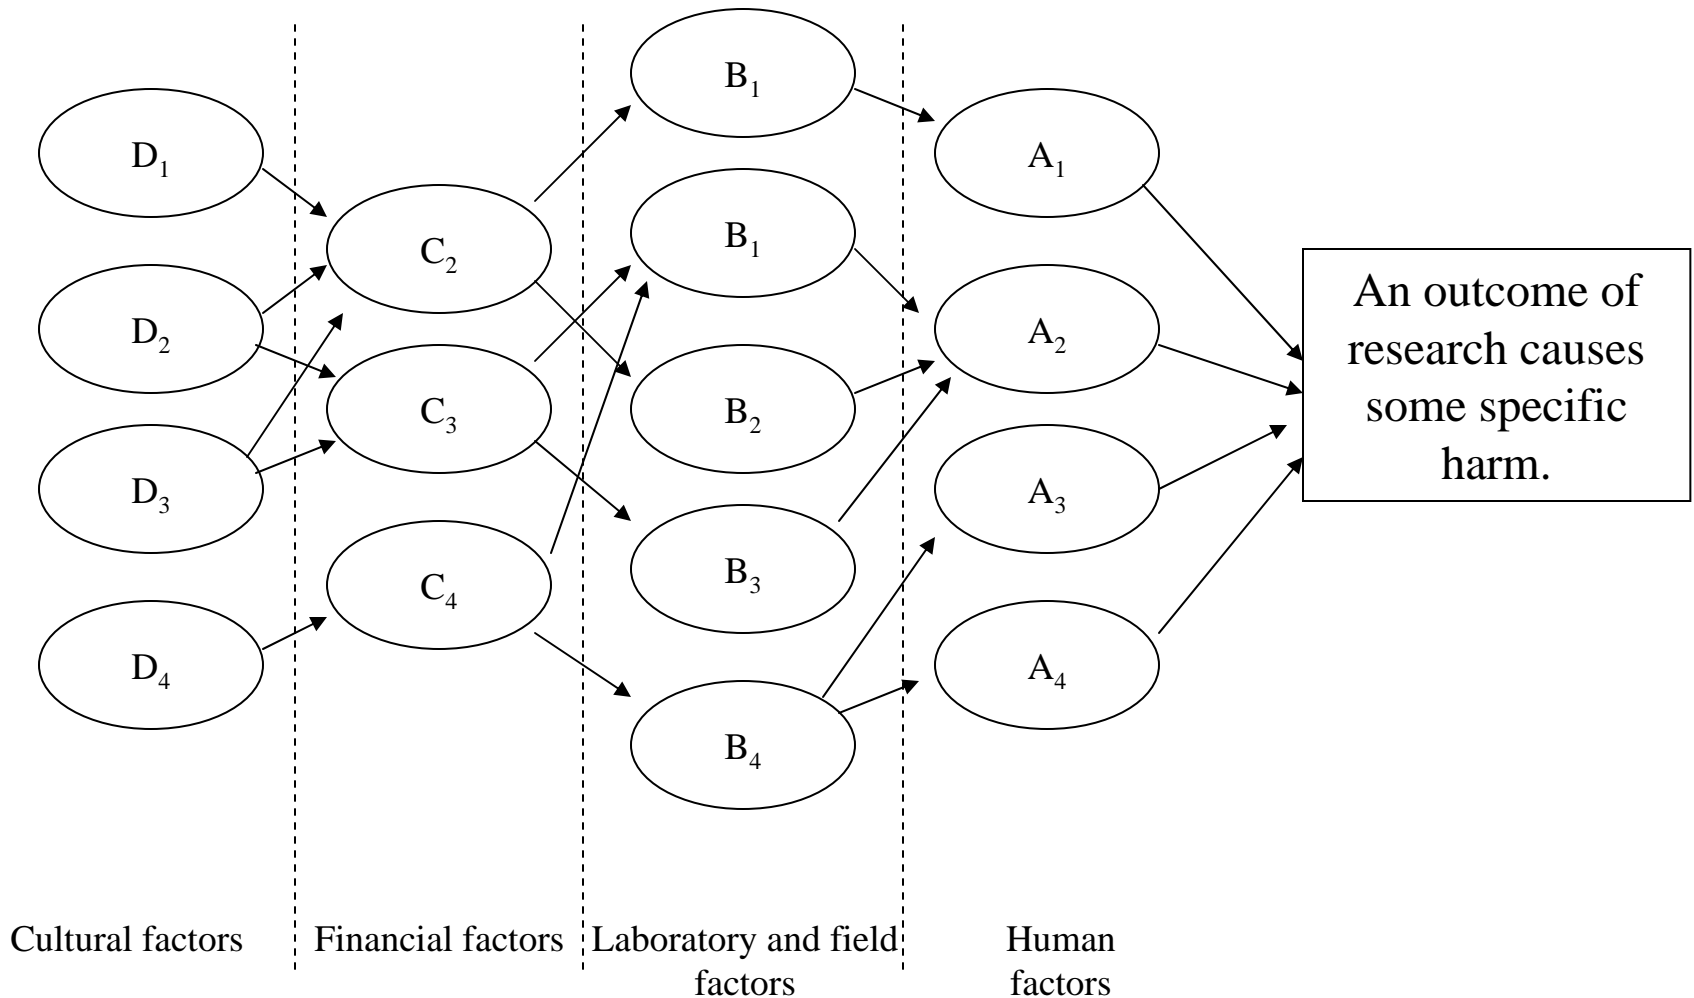 D₁
D₂
D₃
D₄
C₂
C₃
C₄
B₁
B₁
B₂
B₃
B₄
A₁
A₂
A₃
A₄
An outcome of
research causes
some specific
harm.
Cultural factors
Financial factors
Laboratory and field
factors
Human
factors